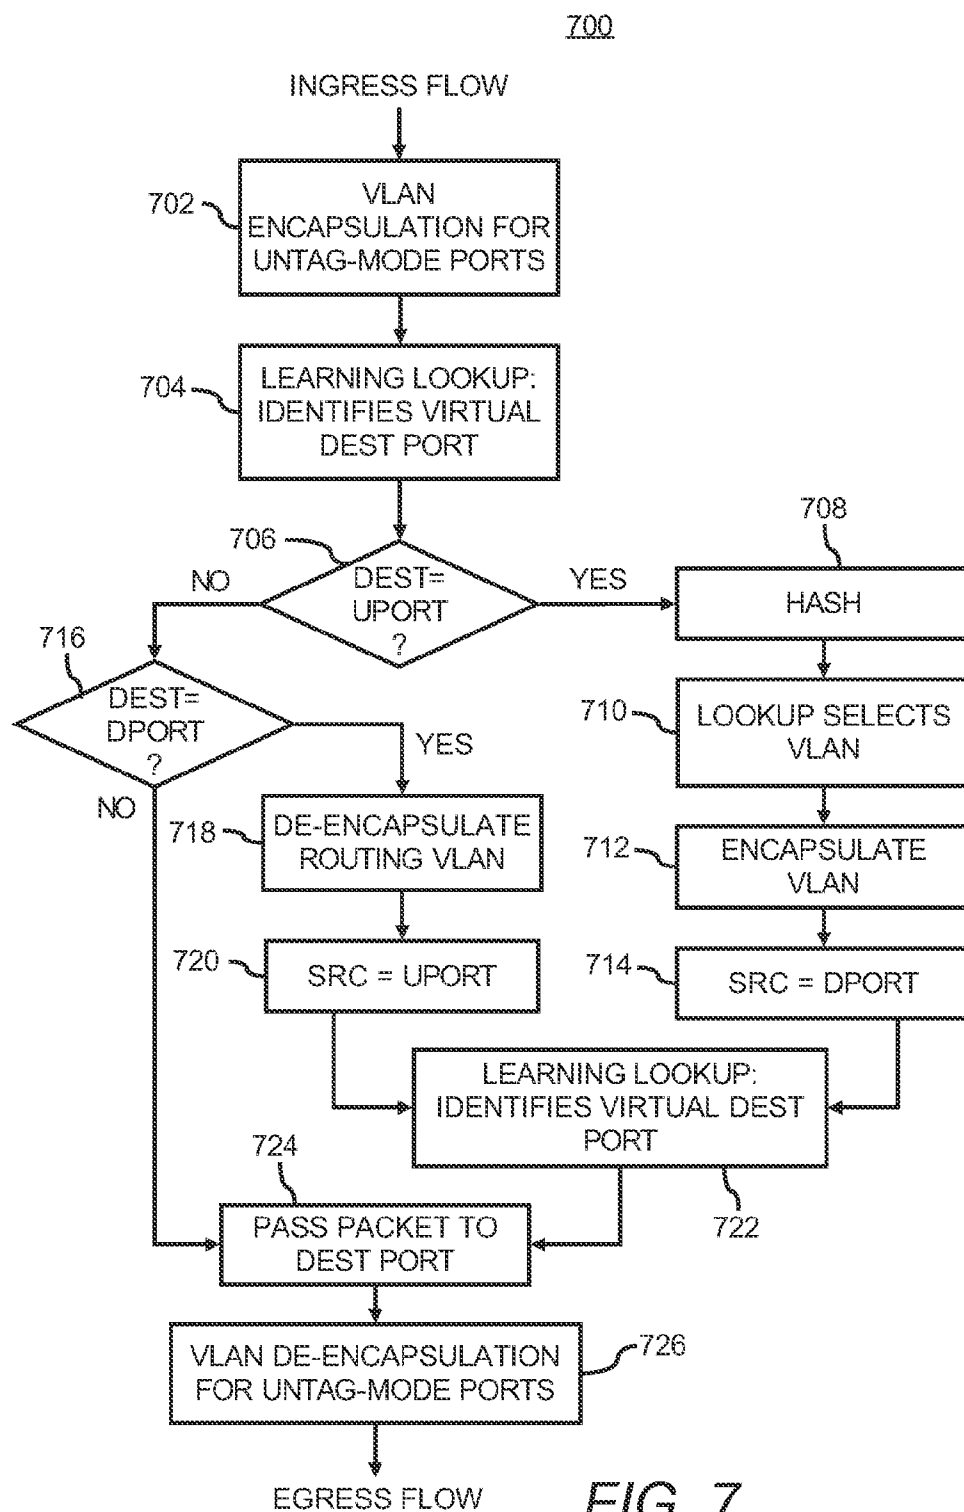 700
INGRESS FLOW
702
VLAN
ENCAPSULATION FOR
UNTAG-MODE PORTS
704
LEARNING LOOKUP:
IDENTIFIES VIRTUAL
DEST PORT
706
DEST=
UPORT
?
NO
YES
708
HASH
710
LOOKUP SELECTS
VLAN
712
ENCAPSULATE
VLAN
714
SRC = DPORT
716
DEST=
DPORT
?
YES
NO
718
DE-ENCAPSULATE
ROUTING VLAN
720
SRC = UPORT
LEARNING LOOKUP:
IDENTIFIES VIRTUAL DEST
PORT
722
724
PASS PACKET TO
DEST PORT
VLAN DE-ENCAPSULATION
FOR UNTAG-MODE PORTS
726
EGRESS FLOW
FIG. 7